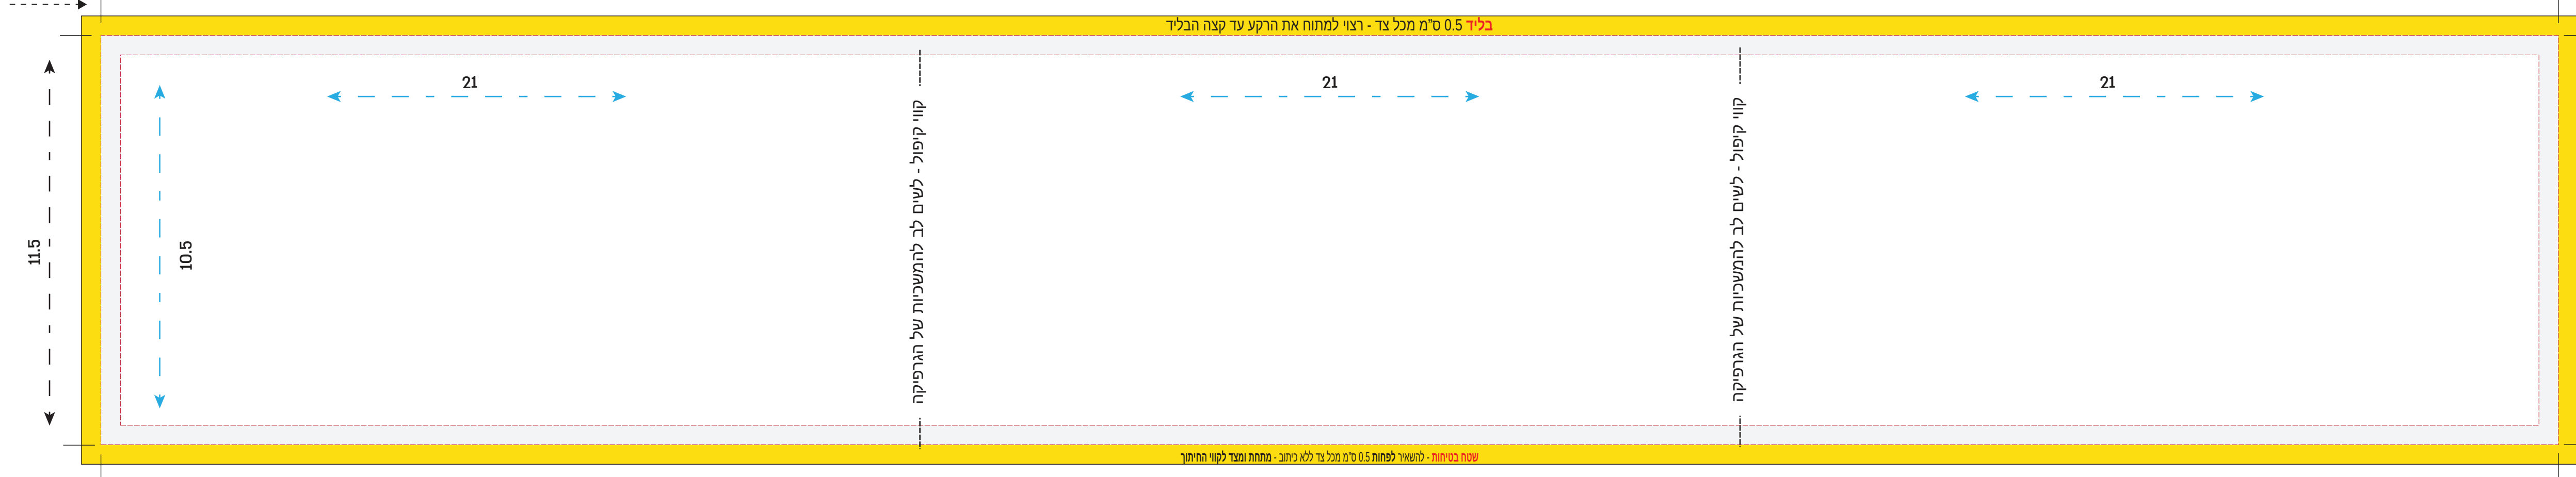 בליד 0.5 ס"מ מכל צד - רצוי למתוח את הרקע עד קצה הבליד
21
21
21
11.5
10.5
קווי קיפול - לשים לב להמשכיות של הגרפיקה
קווי קיפול - לשים לב להמשכיות של הגרפיקה
שטח בטיחות - להשאיר לפחות 0.5 ס"מ מכל צד ללא כיתוב - מתחת ומצד לקווי החיתוך